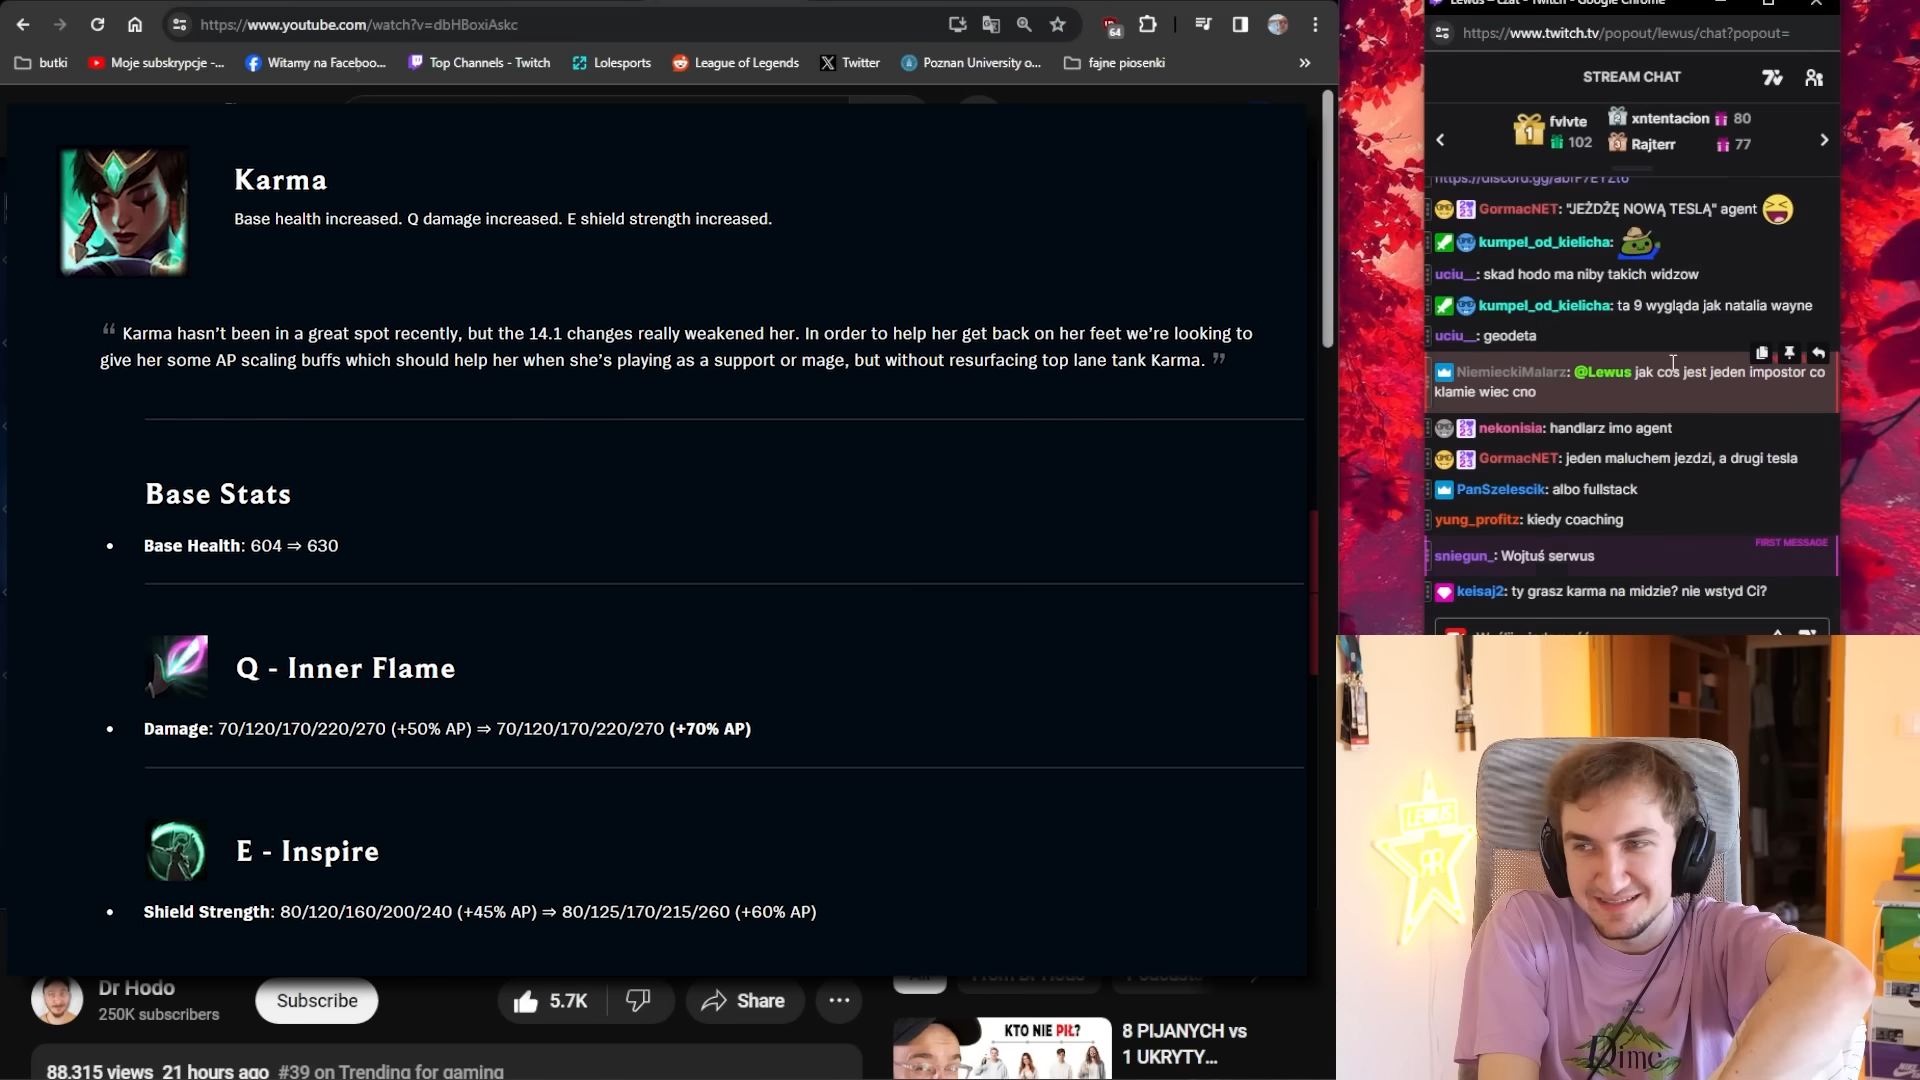 https://www.youtube.com/watch?v=dbHBoxiAskc
64
butki
Moje subskrypcje -...
Witamy na Faceboo...
Top Channels - Twitch
Lolesports
League of Legends
Twitter
Poznan University o...
fajne piosenki
Karma
Base health increased. Q damage increased. E shield strength increased.
“ Karma hasn’t been in a great spot recently, but the 14.1 changes really weakened her. In order to help her get back on her feet we’re looking to
give her some AP scaling buffs which should help her when she’s playing as a support or mage, but without resurfacing top lane tank Karma. ”
Base Stats
• Base Health: 604 ⇒ 630
Q - Inner Flame
• Damage: 70/120/170/220/270 (+50% AP) ⇒ 70/120/170/220/270 (+70% AP)
E - Inspire
• Shield Strength: 80/120/160/200/240 (+45% AP) ⇒ 80/125/170/215/260 (+60% AP)
Dr Hodo
250K subscribers
Subscribe
5.7K
Share
88,315 views 21 hours ago #39 on Trending for gaming
KTO NIE PIŁ?
8 PIJANYCH vs
1 UKRYTY...
Lewus – Czat - Twitch - Google Chrome
https://www.twitch.tv/popout/lewus/chat?popout=
STREAM CHAT
1 fvlvte 102
2 xntentacion 80
3 Rajterr 77
GormacNET: "JEŻDŻĘ NOWĄ TESLĄ" agent
kumpel_od_kielicha:
uciu__: skad hodo ma niby takich widzow
kumpel_od_kielicha: ta 9 wygląda jak natalia wayne
uciu__: geodeta
NiemieckiMalarz: @Lewus jak coś jest jeden impostor co
klamie wiec cno
nekonisia: handlarz imo agent
GormacNET: jeden maluchem jezdzi, a drugi tesla
PanSzelescik: albo fullstack
yung_profitz: kiedy coaching
FIRST MESSAGE
sniegun_: Wojtuś serwus
keisaj2: ty grasz karma na midzie? nie wstyd Ci?
LEWUS
Dime